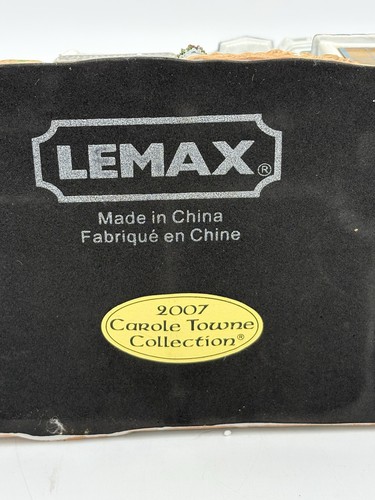 LEMAX®
Made in China
Fabriqué en Chine
2007
Carole Towne
Collection®